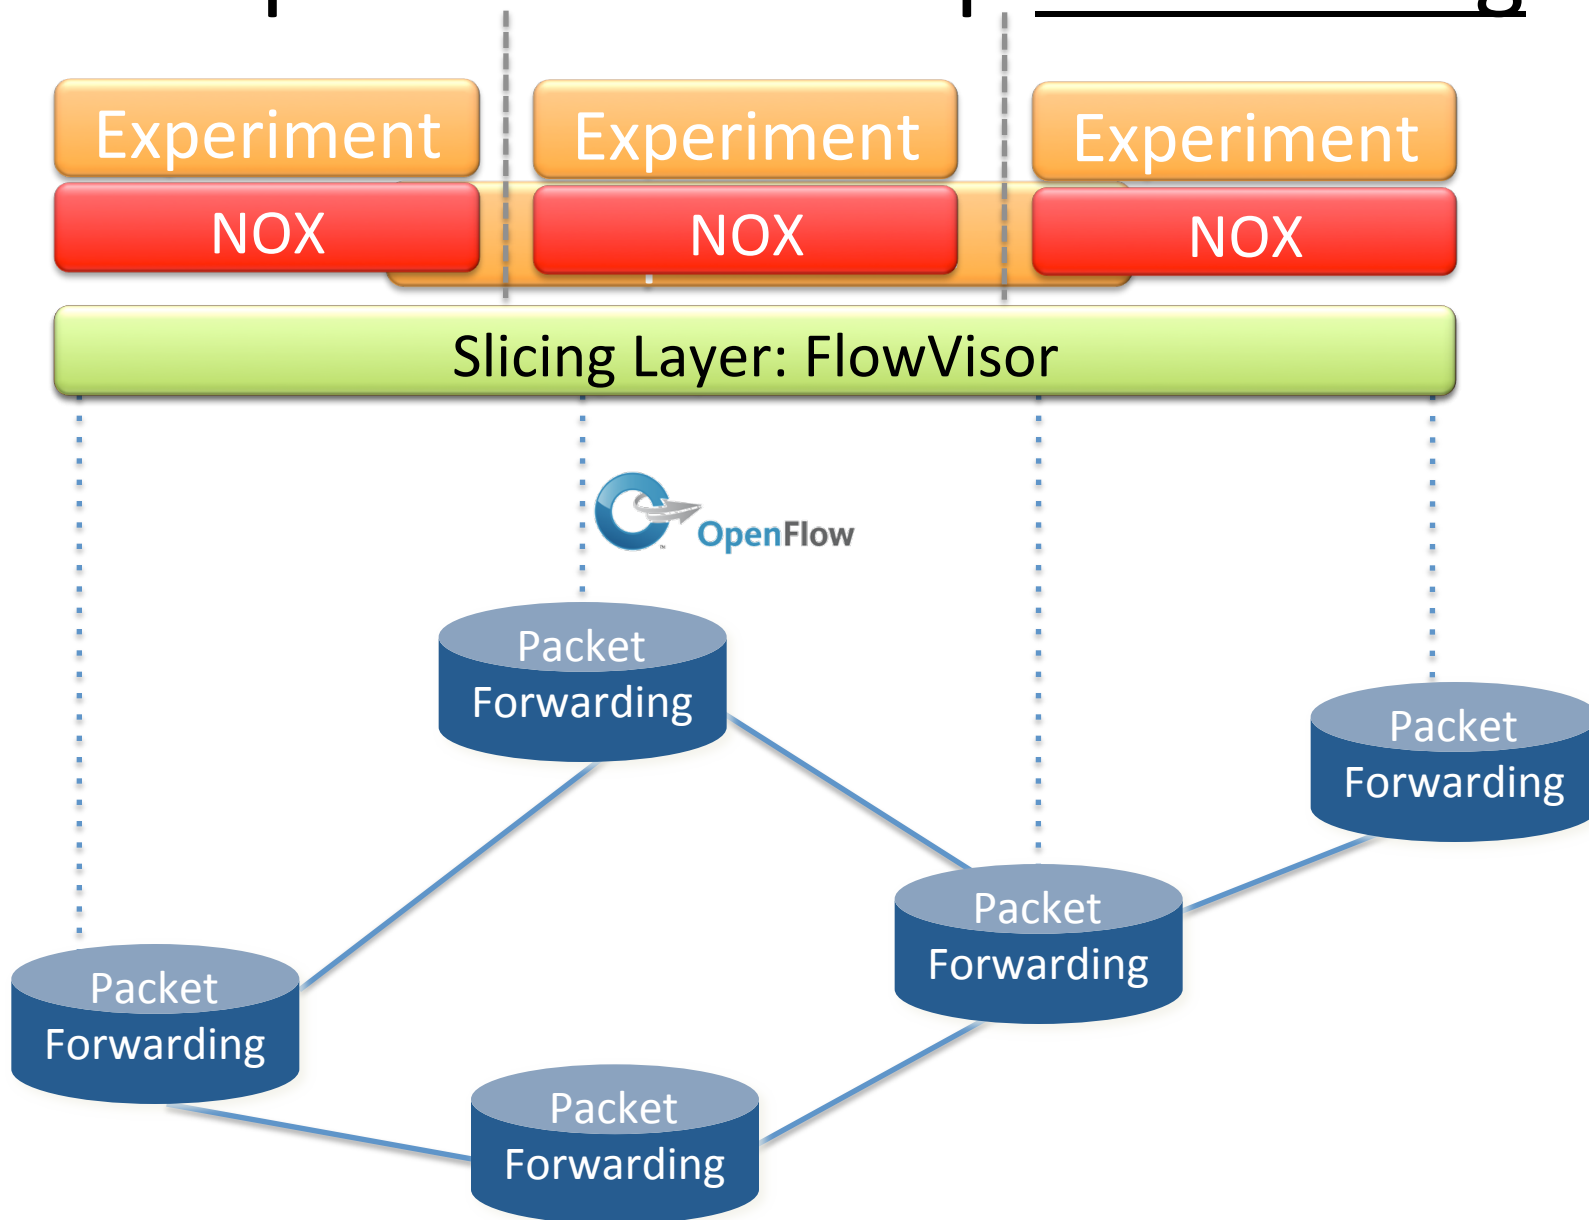 Experiment
Experiment
Experiment
NOX
NOX
NOX
Slicing Layer: FlowVisor
OpenFlow
Packet
Forwarding
Packet
Forwarding
Packet
Forwarding
Packet
Forwarding
Packet
Forwarding